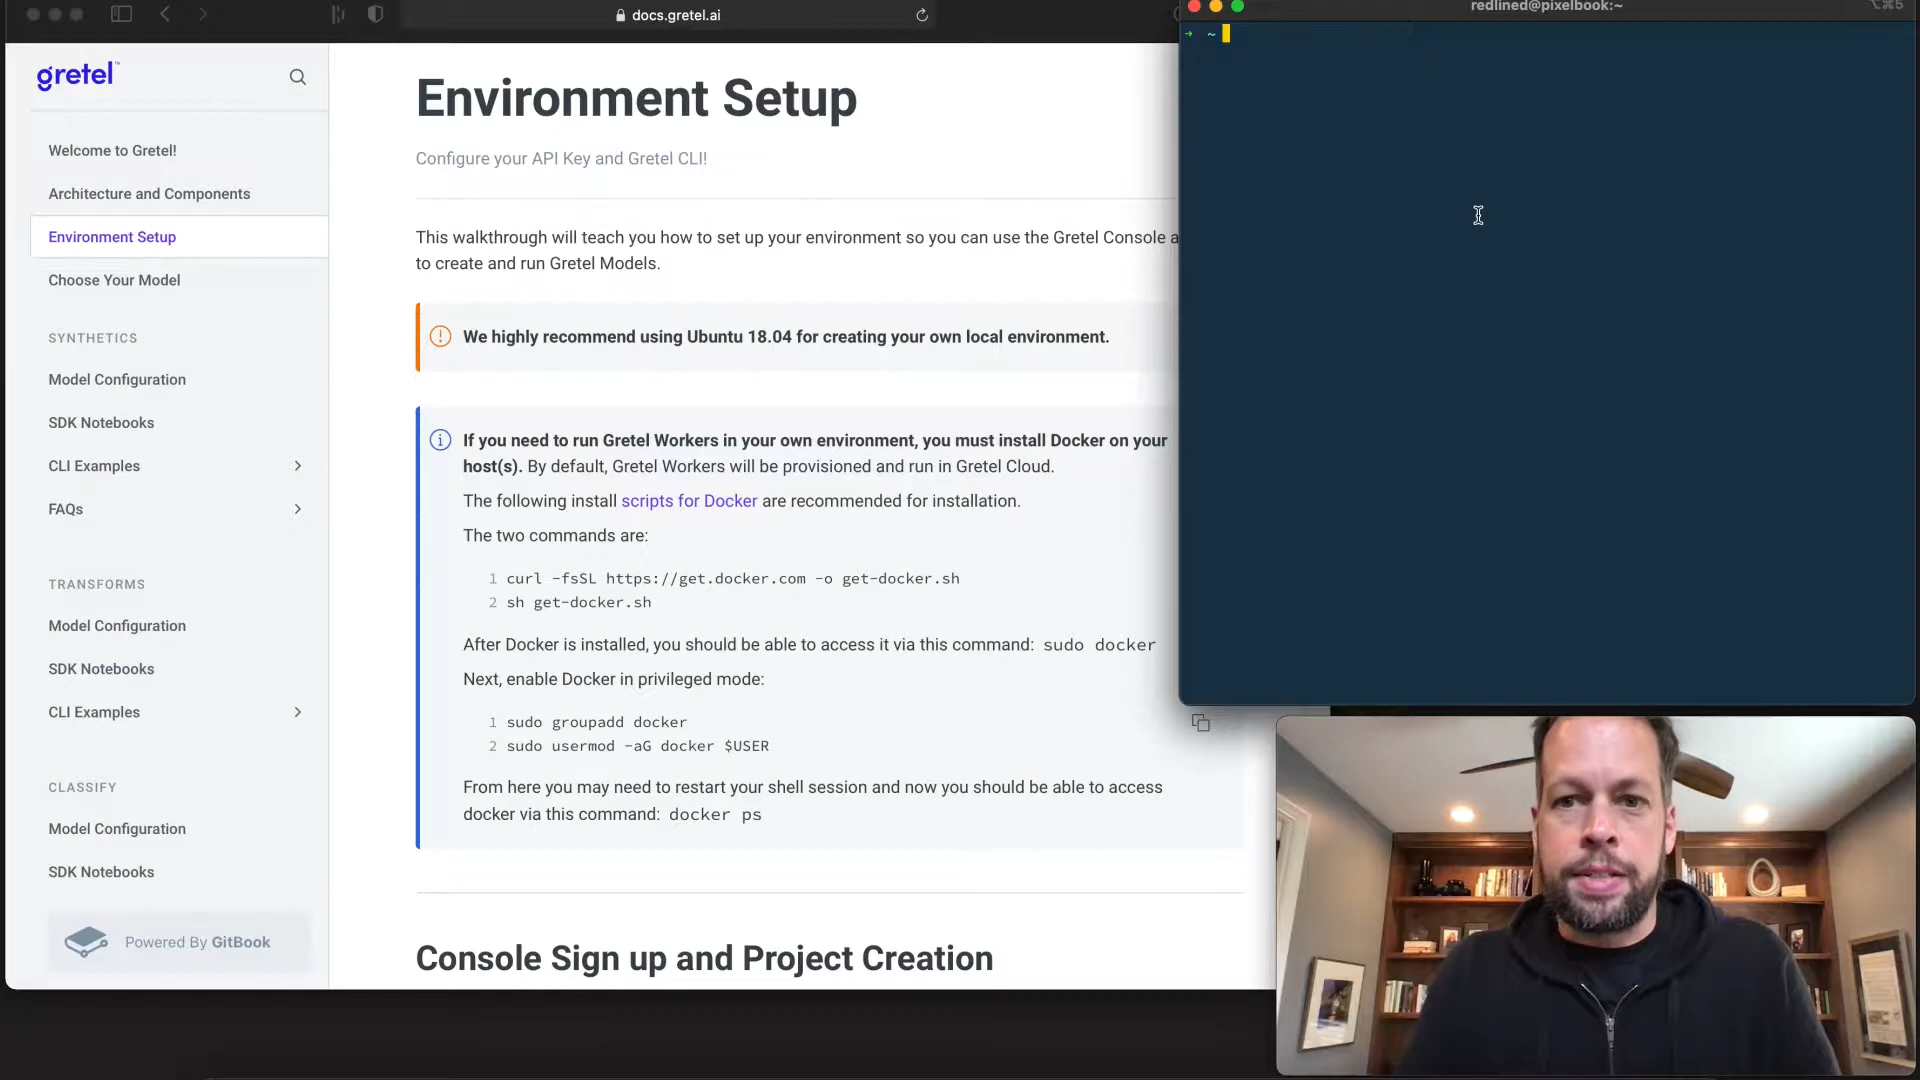 docs.gretel.ai
redlined@pixelbook:~
⌥⌘5
→ ~
gretel™
Welcome to Gretel!
Architecture and Components
Environment Setup
Choose Your Model
SYNTHETICS
Model Configuration
SDK Notebooks
CLI Examples
FAQs
TRANSFORMS
Model Configuration
SDK Notebooks
CLI Examples
CLASSIFY
Model Configuration
SDK Notebooks
Powered By GitBook
Environment Setup
Configure your API Key and Gretel CLI!
This walkthrough will teach you how to set up your environment so you can use the Gretel Console a
to create and run Gretel Models.
We highly recommend using Ubuntu 18.04 for creating your own local environment.
If you need to run Gretel Workers in your own environment, you must install Docker on your
host(s). By default, Gretel Workers will be provisioned and run in Gretel Cloud.
The following install scripts for Docker are recommended for installation.
The two commands are:
1 curl -fsSL https://get.docker.com -o get-docker.sh
2 sh get-docker.sh
After Docker is installed, you should be able to access it via this command: sudo docker
Next, enable Docker in privileged mode:
1 sudo groupadd docker
2 sudo usermod -aG docker $USER
From here you may need to restart your shell session and now you should be able to access
docker via this command: docker ps
Console Sign up and Project Creation